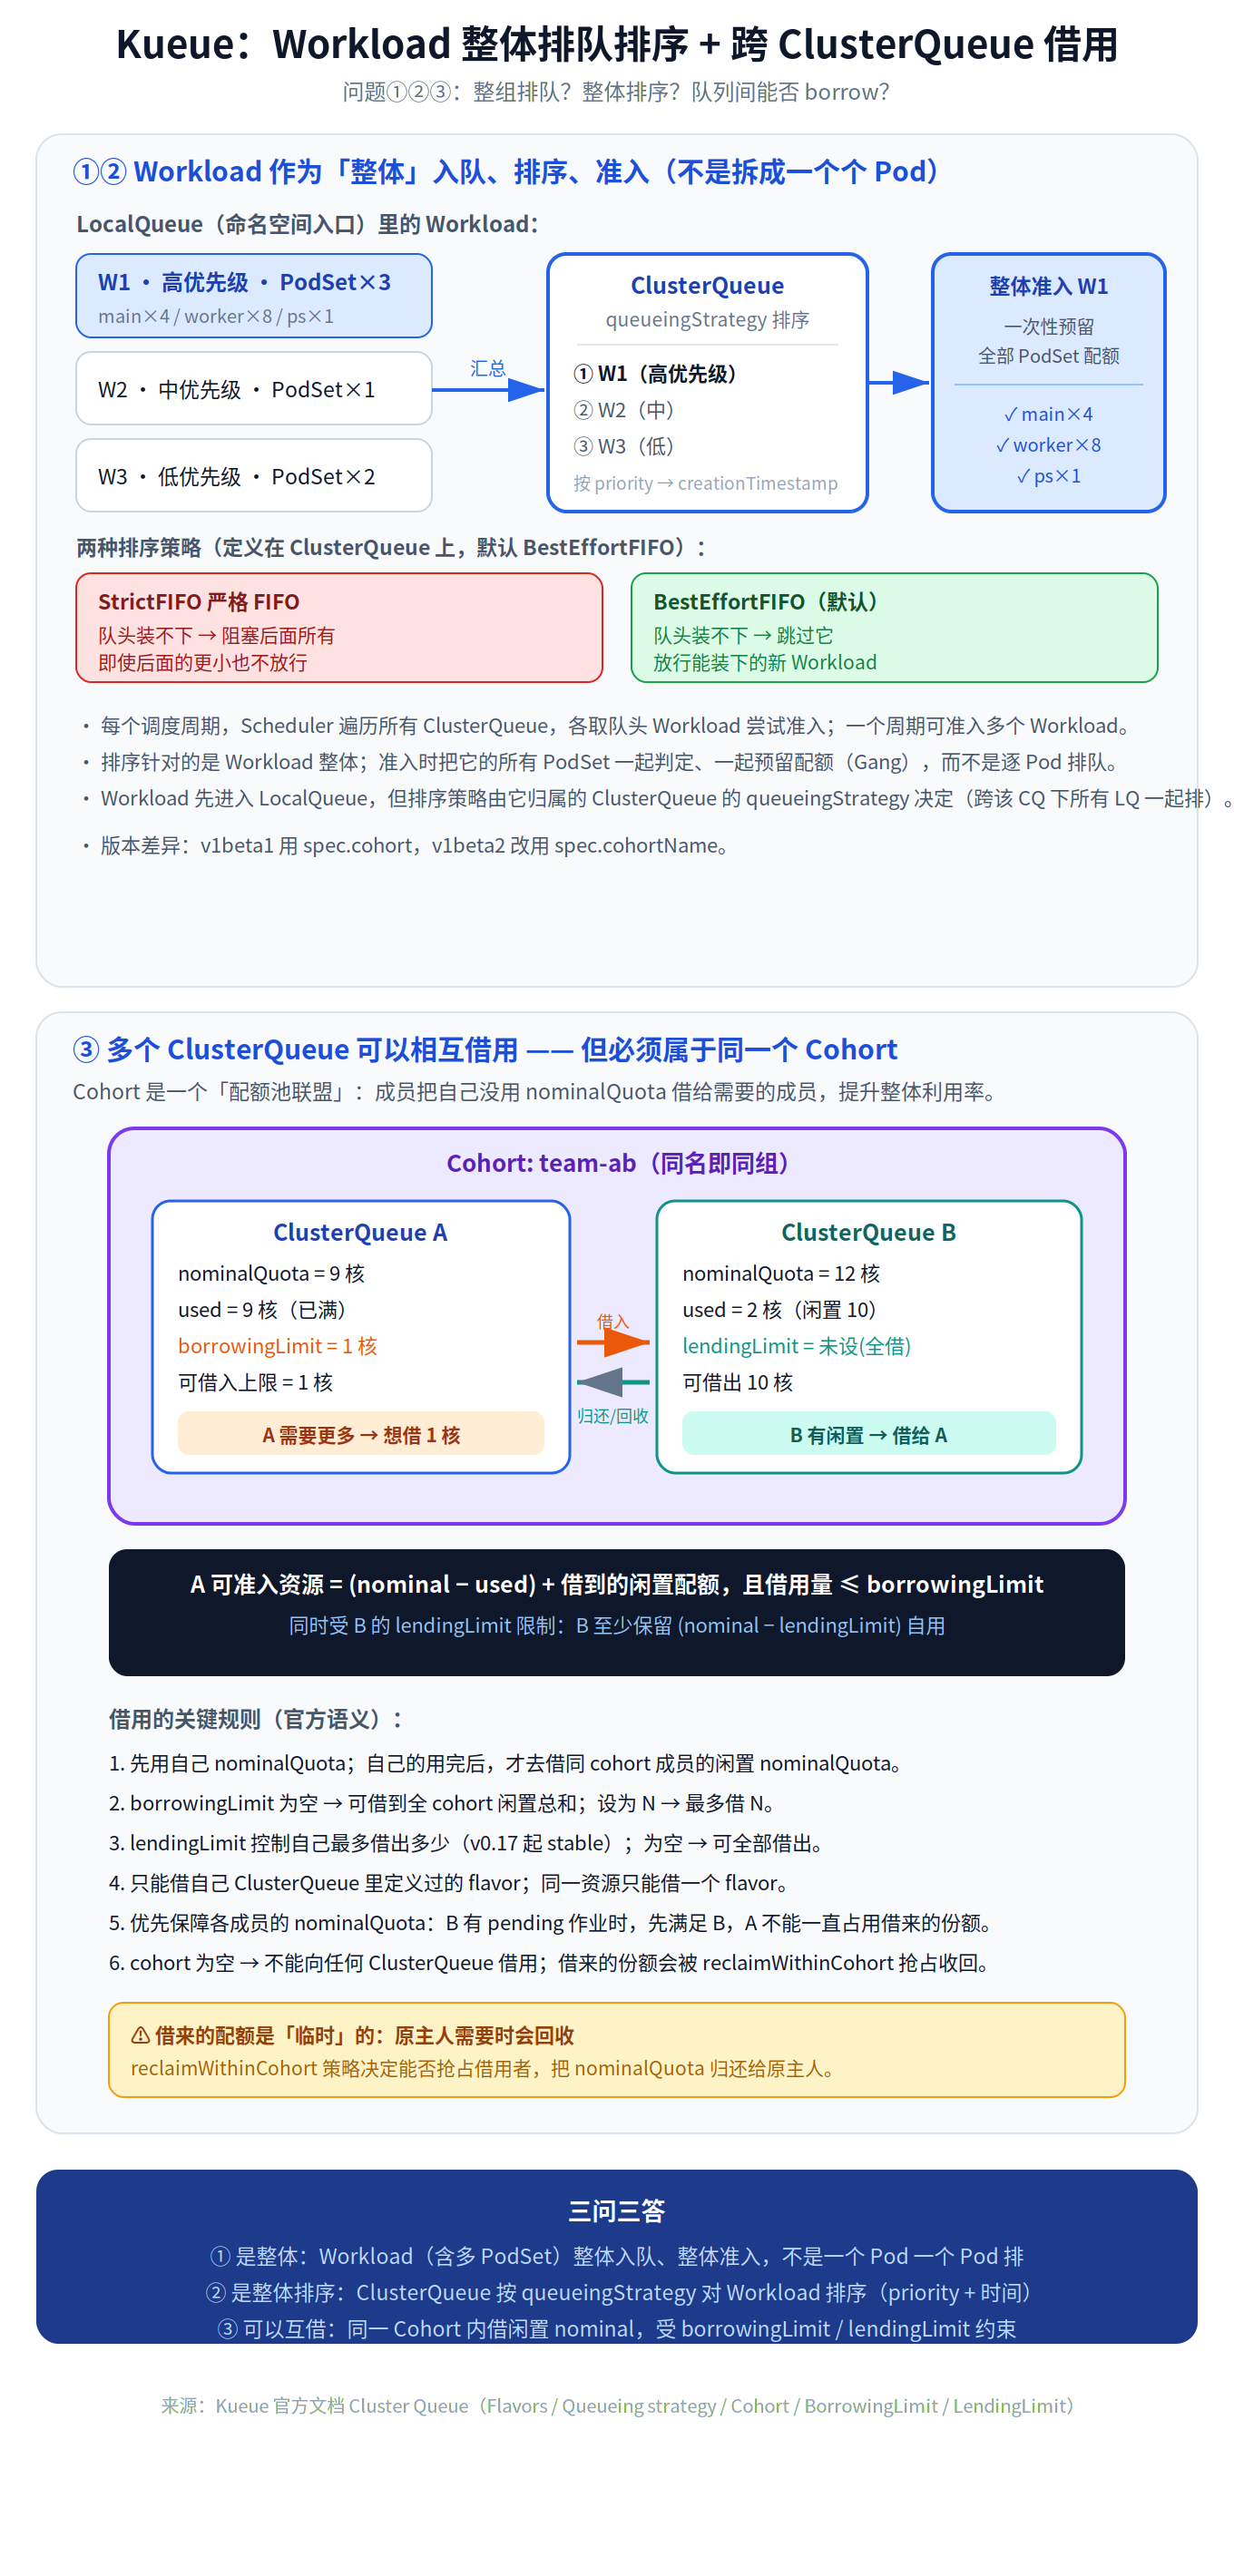 Kueue：Workload 整体排队排序 + 跨 ClusterQueue 借用
问题①②③：整组排队？整体排序？队列间能否 borrow？
①② Workload 作为「整体」入队、排序、准入（不是拆成一个个 Pod）
LocalQueue（命名空间入口）里的 Workload：
W1 · 高优先级 · PodSet×3
main×4 / worker×8 / ps×1
W2 · 中优先级 · PodSet×1
W3 · 低优先级 · PodSet×2
汇总
ClusterQueue
queueingStrategy 排序
① W1（高优先级）
② W2（中）
③ W3（低）
按 priority → creationTimestamp
整体准入 W1
一次性预留
全部 PodSet 配额
✓ main×4
✓ worker×8
✓ ps×1
两种排序策略（定义在 ClusterQueue 上，默认 BestEffortFIFO）：
StrictFIFO 严格 FIFO
队头装不下 → 阻塞后面所有
即使后面的更小也不放行
BestEffortFIFO（默认）
队头装不下 → 跳过它
放行能装下的新 Workload
· 每个调度周期，Scheduler 遍历所有 ClusterQueue，各取队头 Workload 尝试准入；一个周期可准入多个 Workload。
· 排序针对的是 Workload 整体；准入时把它的所有 PodSet 一起判定、一起预留配额（Gang），而不是逐 Pod 排队。
· Workload 先进入 LocalQueue，但排序策略由它归属的 ClusterQueue 的 queueingStrategy 决定（跨该 CQ 下所有 LQ 一起排）。
· 版本差异：v1beta1 用 spec.cohort，v1beta2 改用 spec.cohortName。
③ 多个 ClusterQueue 可以相互借用 —— 但必须属于同一个 Cohort
Cohort 是一个「配额池联盟」：成员把自己没用 nominalQuota 借给需要的成员，提升整体利用率。
Cohort: team-ab（同名即同组）
ClusterQueue A
nominalQuota = 9 核
used = 9 核（已满）
borrowingLimit = 1 核
可借入上限 = 1 核
A 需要更多 → 想借 1 核
借入
归还/回收
ClusterQueue B
nominalQuota = 12 核
used = 2 核（闲置 10）
lendingLimit = 未设(全借)
可借出 10 核
B 有闲置 → 借给 A
A 可准入资源 = (nominal − used) + 借到的闲置配额，且借用量 ≤ borrowingLimit
同时受 B 的 lendingLimit 限制：B 至少保留 (nominal − lendingLimit) 自用
借用的关键规则（官方语义）：
1. 先用自己 nominalQuota；自己的用完后，才去借同 cohort 成员的闲置 nominalQuota。
2. borrowingLimit 为空 → 可借到全 cohort 闲置总和；设为 N → 最多借 N。
3. lendingLimit 控制自己最多借出多少（v0.17 起 stable）；为空 → 可全部借出。
4. 只能借自己 ClusterQueue 里定义过的 flavor；同一资源只能借一个 flavor。
5. 优先保障各成员的 nominalQuota：B 有 pending 作业时，先满足 B，A 不能一直占用借来的份额。
6. cohort 为空 → 不能向任何 ClusterQueue 借用；借来的份额会被 reclaimWithinCohort 抢占收回。
⚠ 借来的配额是「临时」的：原主人需要时会回收
reclaimWithinCohort 策略决定能否抢占借用者，把 nominalQuota 归还给原主人。
三问三答
① 是整体：Workload（含多 PodSet）整体入队、整体准入，不是一个 Pod 一个 Pod 排
② 是整体排序：ClusterQueue 按 queueingStrategy 对 Workload 排序（priority + 时间）
③ 可以互借：同一 Cohort 内借闲置 nominal，受 borrowingLimit / lendingLimit 约束
来源：Kueue 官方文档 Cluster Queue（Flavors / Queueing strategy / Cohort / BorrowingLimit / LendingLimit）